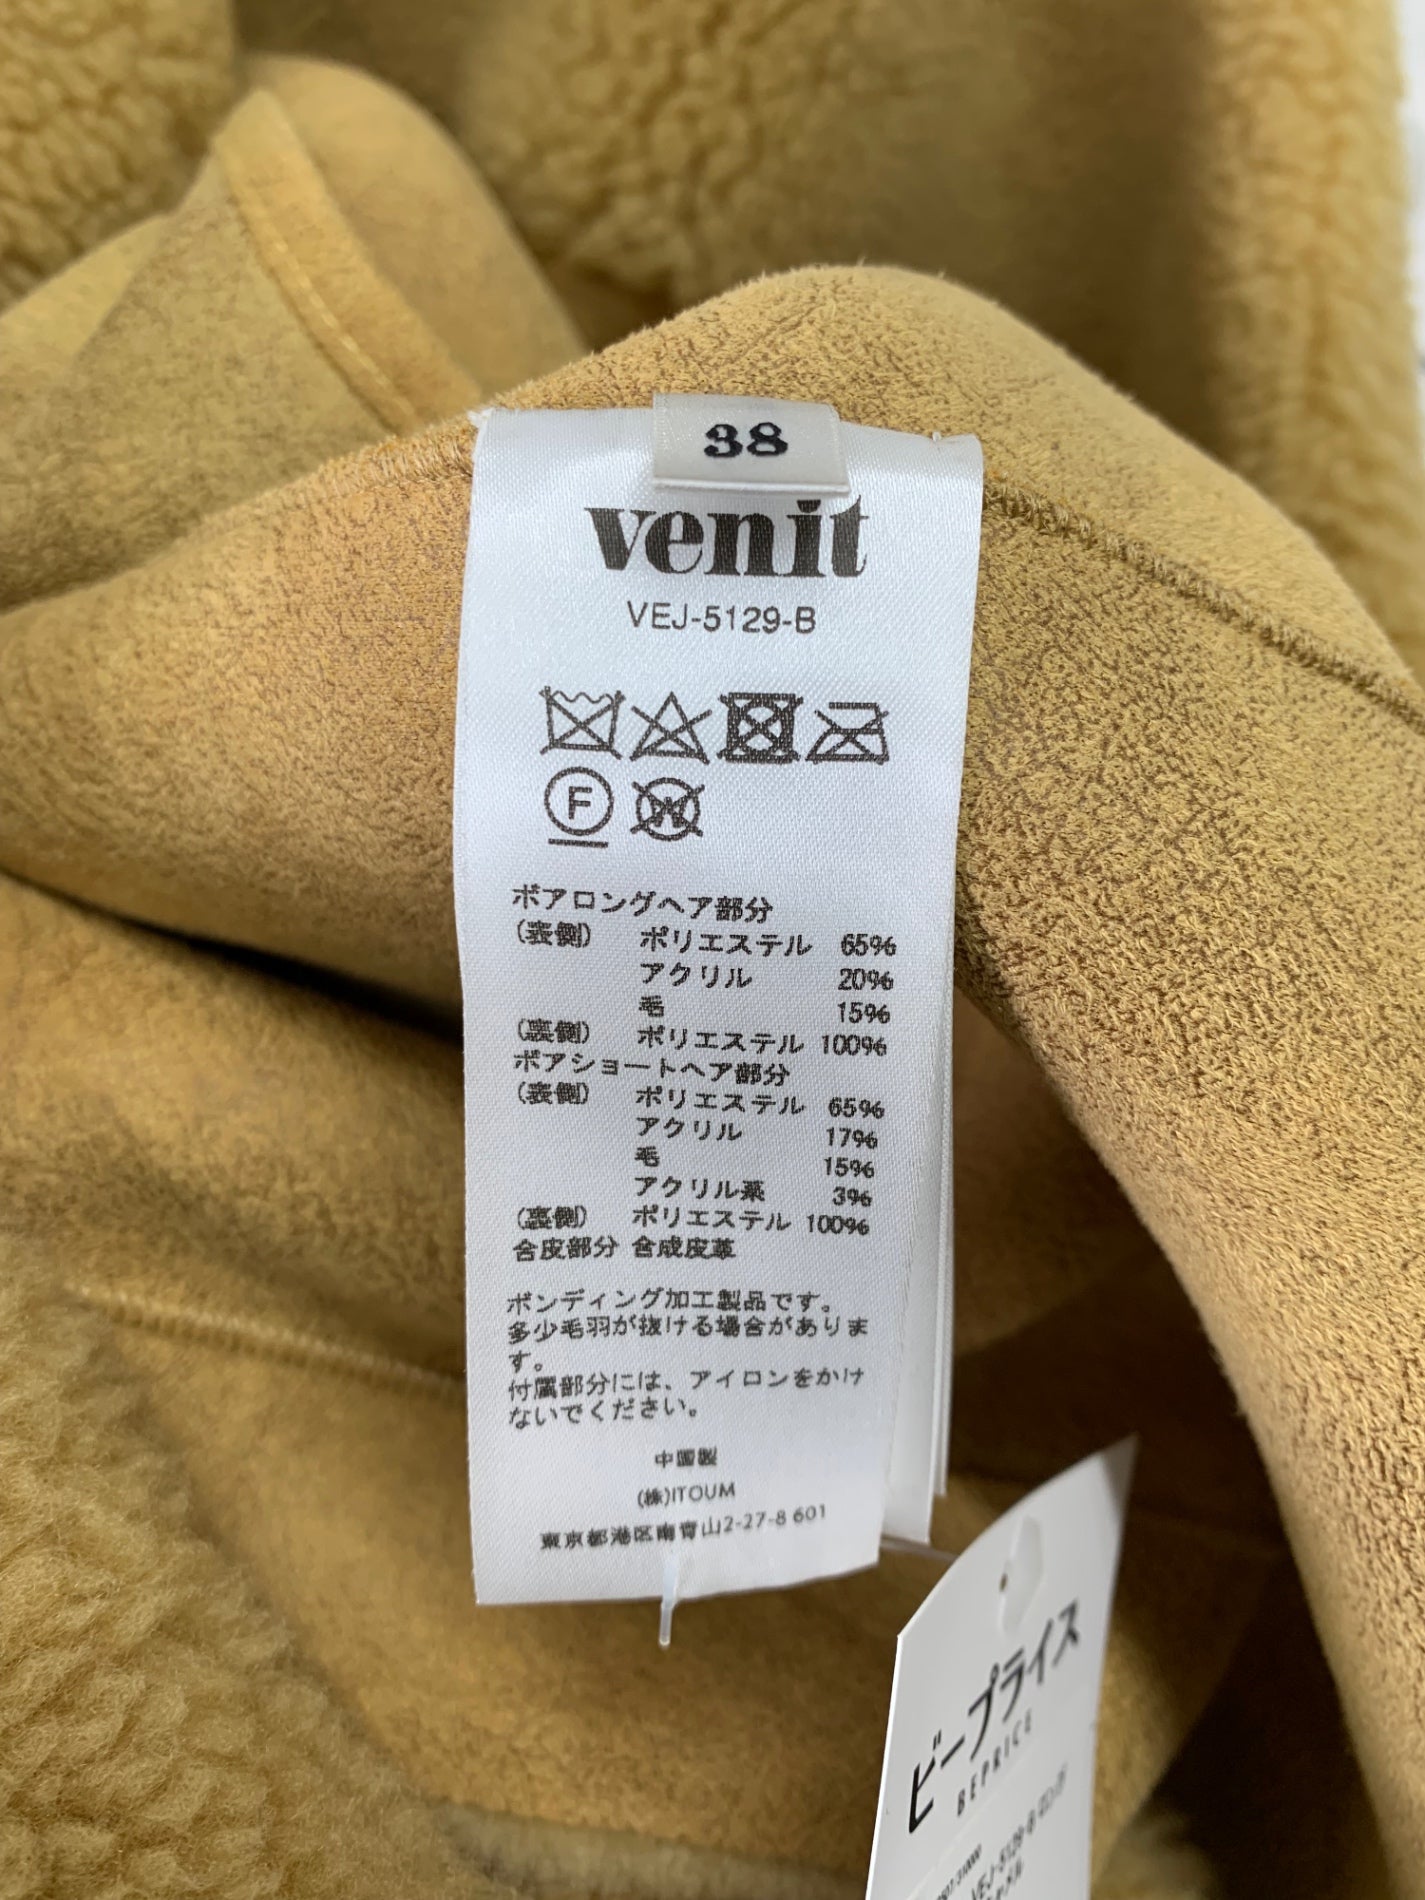 38
venit
VEJ-5129-B
F
W
ボアロングヘア部分
(表側) ポリエステル 65%
アクリル 20%
毛 15%
(裏側) ポリエステル 100%
ボアショートヘア部分
(表側) ポリエステル 65%
アクリル 17%
毛 15%
アクリル系 3%
(裏側) ポリエステル 100%
合皮部分 合成皮革
ボンディング加工製品です。
多少毛羽が抜ける場合がありま
す。
付属部分には、アイロンをかけ
ないでください。
中国製
(株)ITOUM
東京都港区南青山2-27-8 601
ビープライス
BEPRICE
VEJ-5129-B